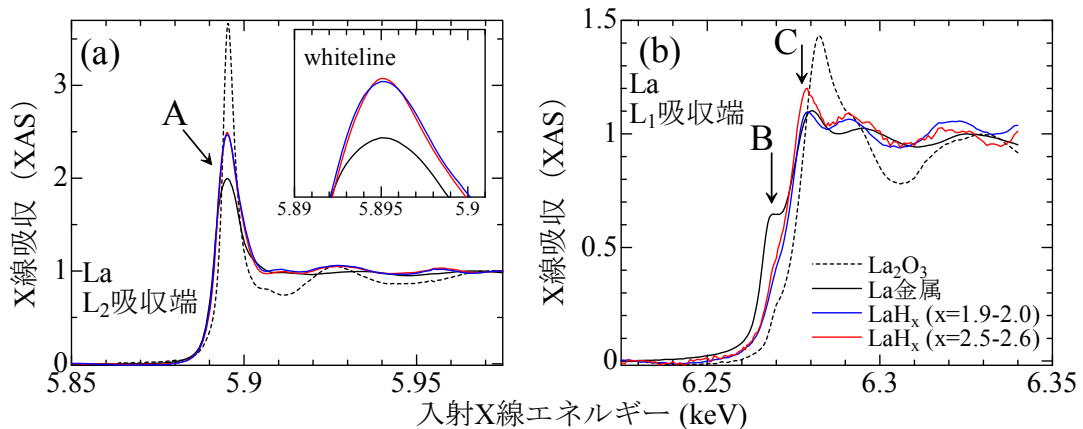 (a)
whiteline
A
5.89 5.895 5.9
La
L2吸収端
X線吸収 (XAS)
0
1
2
3
5.85 5.9 5.95
(b)
La
L1吸収端
C
B
La2O3
La金属
LaHx (x=1.9-2.0)
LaHx (x=2.5-2.6)
X線吸収 (XAS)
0
0.5
1
1.5
6.25 6.3 6.35
入射X線エネルギー (keV)